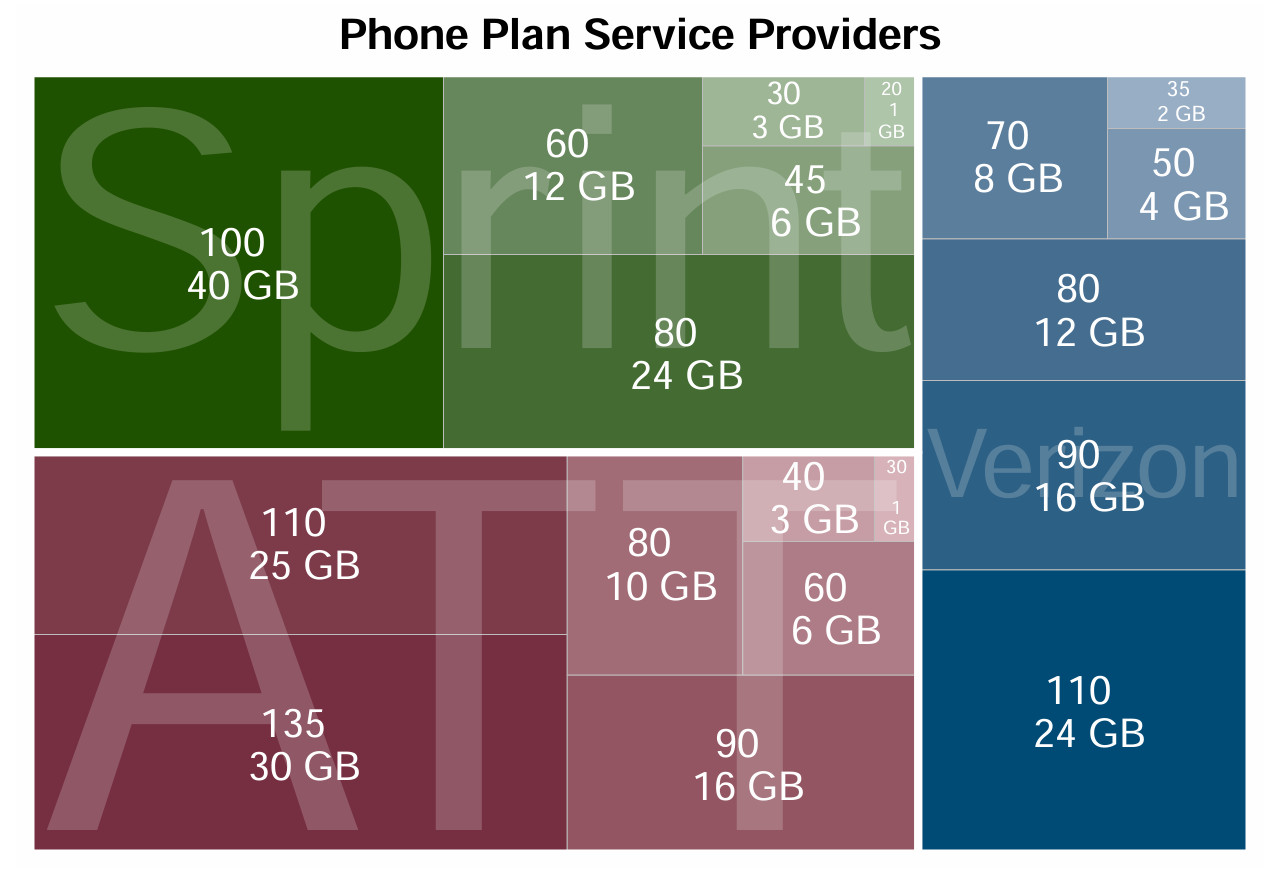 Phone Plan Service Providers
Sprint
100
40 GB
60
12 GB
30
3 GB
20
1
GB
45
6 GB
80
24 GB
ATT
110
25 GB
135
30 GB
80
10 GB
40
3 GB
30
1
GB
60
6 GB
90
16 GB
Verizon
70
8 GB
35
2 GB
50
4 GB
80
12 GB
90
16 GB
110
24 GB